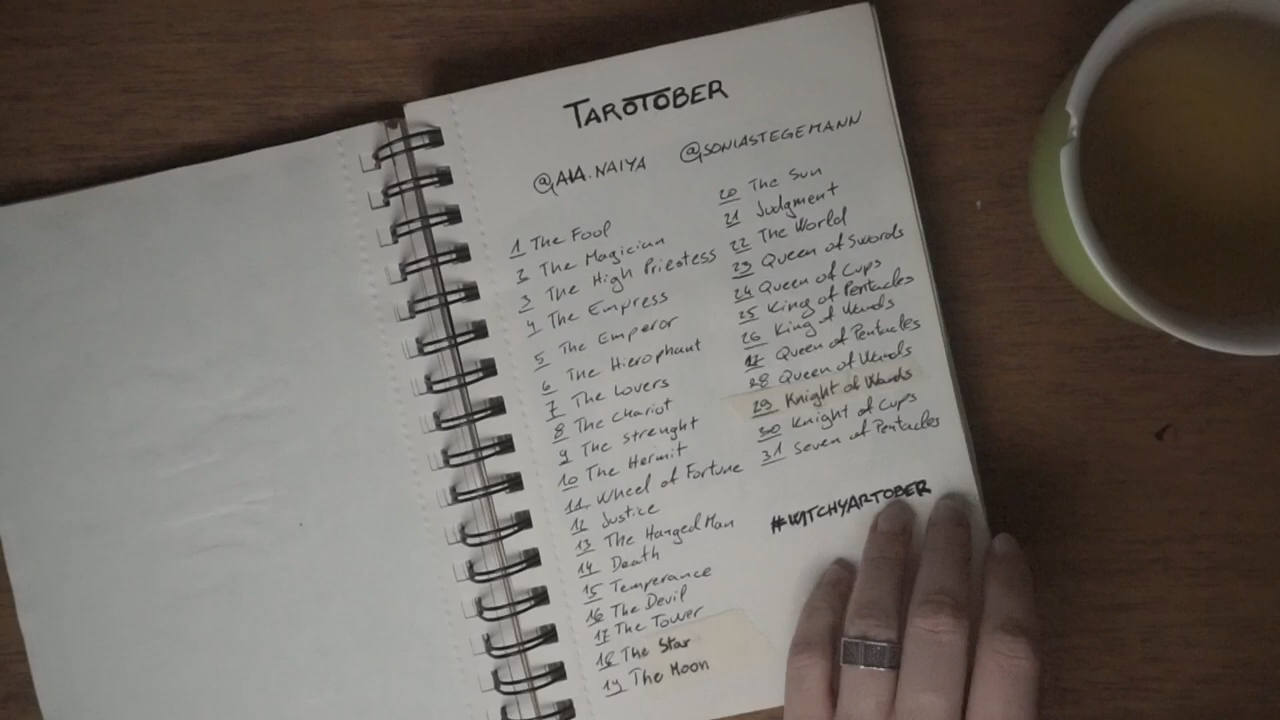 TAROTOBER
@AIA.NAIYA @SONIASTEGEMANN
1 The Fool
2 The Magician
3 The High Priestess
4 The Empress
5 The Emperor
6 The Hierophant
7 The Lovers
8 The Chariot
9 The strenght
10 The Hermit
11 Wheel of Fortune
12 Justice
13 The Hanged Man
14 Death
15 Temperance
16 The Devil
17 The Tower
18 The Star
19 The Moon
20 The Sun
21 Judgment
22 The World
23 Queen of Swords
24 Queen of Cups
25 King of Pentacles
26 King of Wands
27 Queen of Pentacles
28 Queen of Wands
29 Knight of Wands
30 Knight of Cups
31 Seven of Pentacles
#WITCHYARTOBER